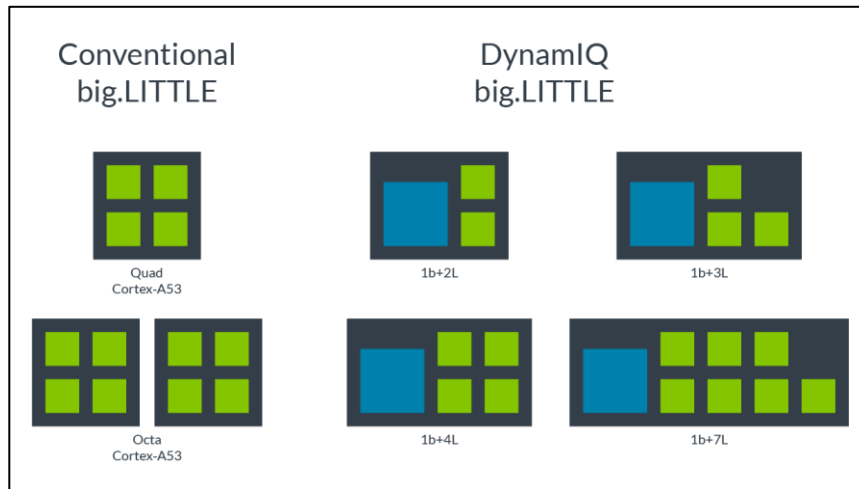 Conventional
big.LITTLE
DynamIQ
big.LITTLE
Quad
Cortex-A53
1b+2L
1b+3L
Octa
Cortex-A53
1b+4L
1b+7L